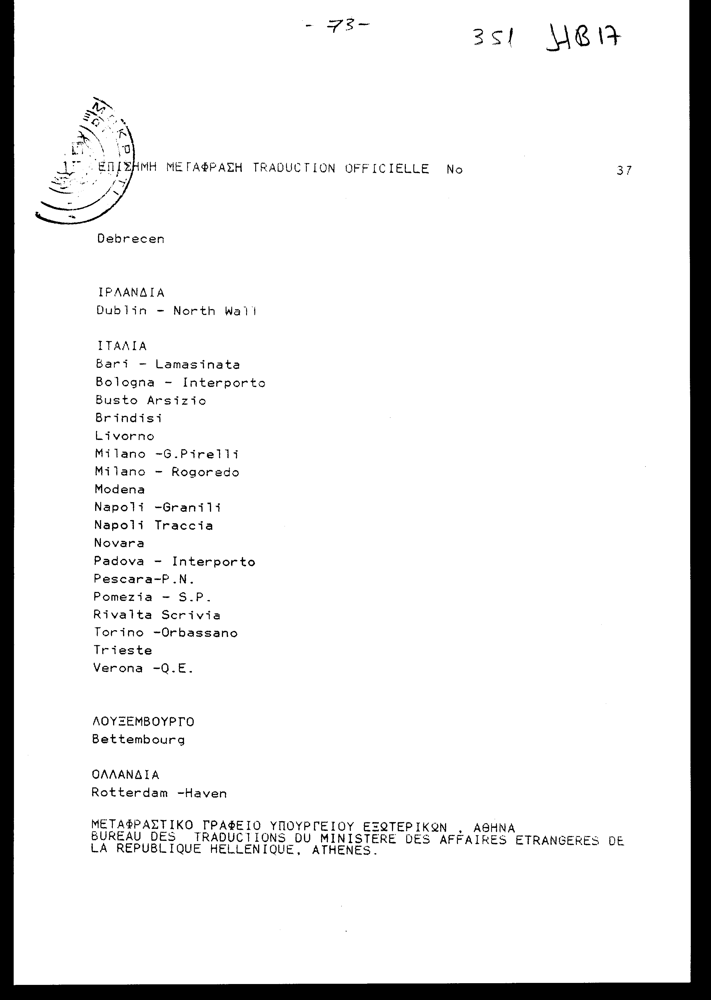 - 73 -
351 HB17
ΕΠΙΣΗΜΗ ΜΕΤΑΦΡΑΣΗ TRADUCTION OFFICIELLE No 37
Debrecen
ΙΡΛΑΝΔΙΑ
Dublin - North Wall
ΙΤΑΛΙΑ
Bari - Lamasinata
Bologna - Interporto
Busto Arsizio
Brindisi
Livorno
Milano -G.Pirelli
Milano - Rogoredo
Modena
Napoli -Granili
Napoli Traccia
Novara
Padova - Interporto
Pescara-P.N.
Pomezia - S.P.
Rivalta Scrivia
Torino -Orbassano
Trieste
Verona -Q.E.
ΛΟΥΞΕΜΒΟΥΡΓΟ
Bettembourg
ΟΛΛΑΝΔΙΑ
Rotterdam -Haven
ΜΕΤΑΦΡΑΣΤΙΚΟ ΓΡΑΦΕΙΟ ΥΠΟΥΡΓΕΙΟΥ ΕΞΩΤΕΡΙΚΩΝ , ΑΘΗΝΑ
BUREAU DES TRADUCTIONS DU MINISTERE DES AFFAIRES ETRANGERES DE
LA REPUBLIQUE HELLENIQUE, ATHENES.